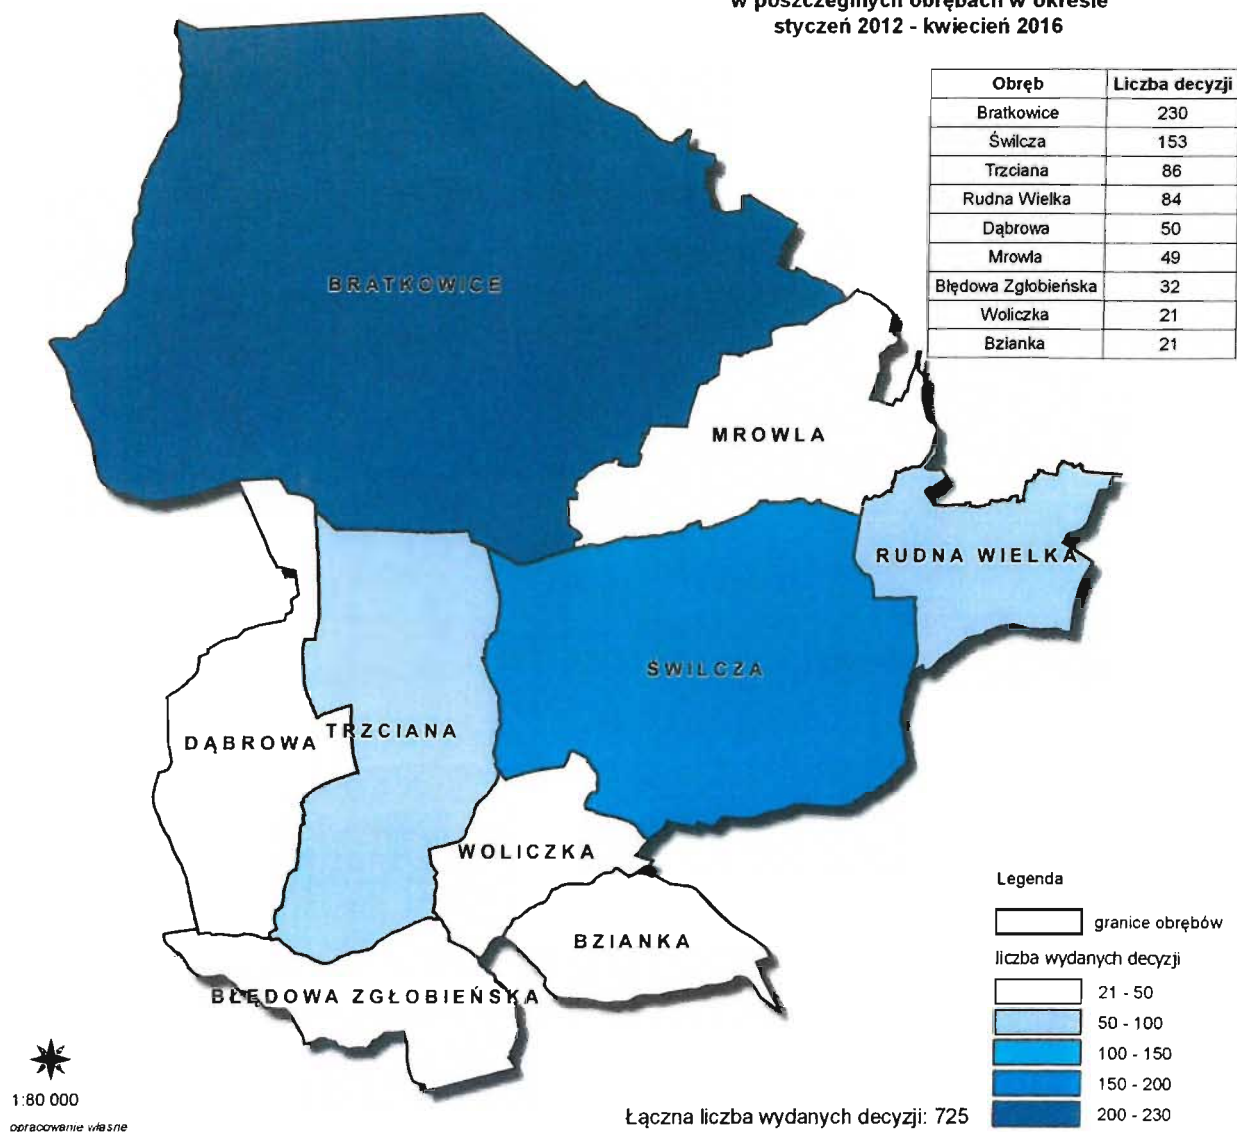 w poszczeglnych obrębach w okresie
styczeń 2012 - kwiecień 2016
Obręb Liczba decyzji
Bratkowice 230
Świlcza 153
Trzciana 86
Rudna Wielka 84
Dąbrowa 50
Mrowla 49
Błędowa Zgłobieńska 32
Woliczka 21
Bzianka 21
BRATKOWICE
MROWLA
RUDNA WIELKA
ŚWILCZA
TRZCIANA
DĄBROWA
WOLICZKA
BZIANKA
BŁĘDOWA ZGŁOBIEŃSKA
Legenda
granice obrębów
liczba wydanych decyzji
21 - 50
50 - 100
100 - 150
150 - 200
200 - 230
1:80 000
opracowanie własne
Łączna liczba wydanych decyzji: 725